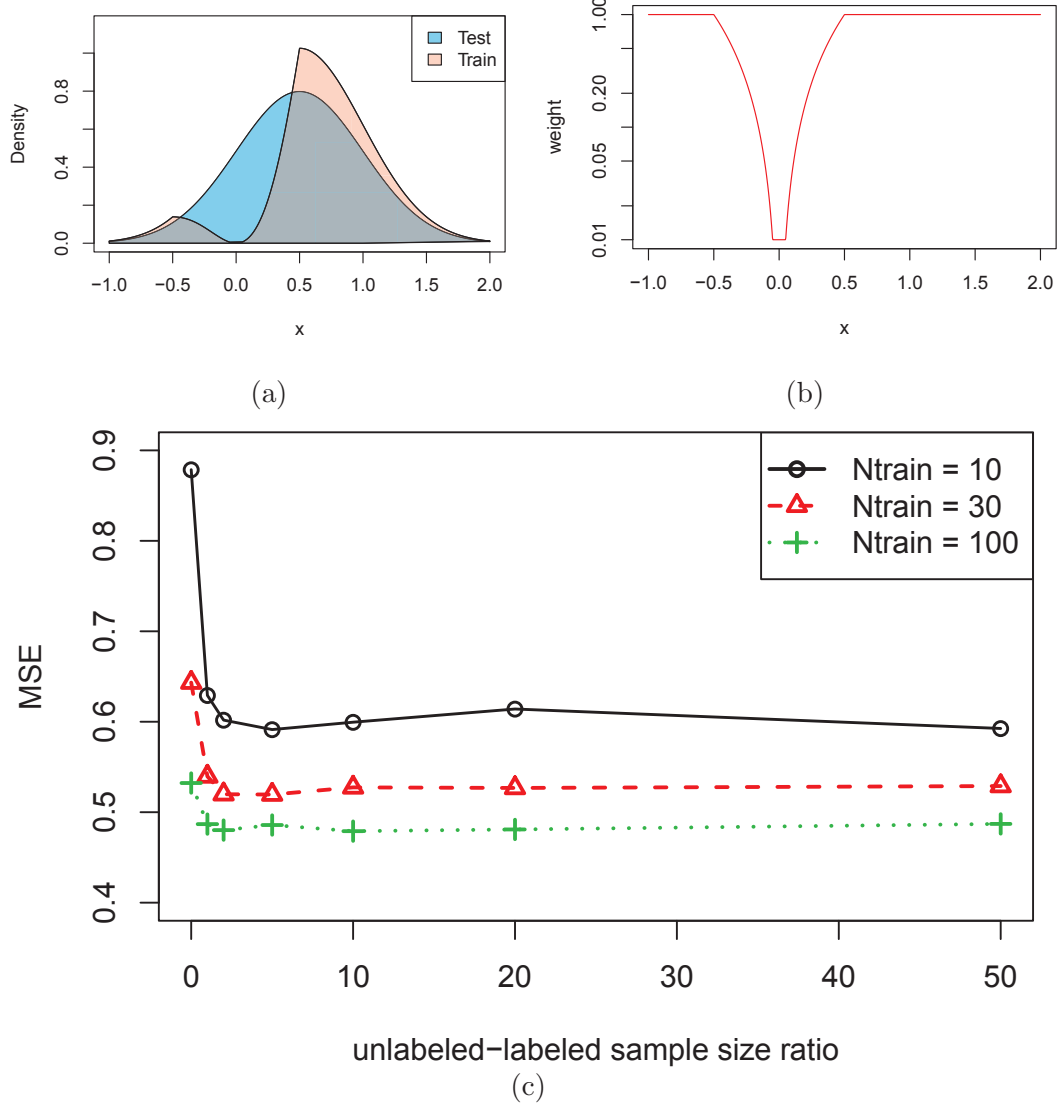 Test
Train
Density
0.0
0.4
0.8
−1.0
−0.5
0.0
0.5
1.0
1.5
2.0
x
(a)
weight
0.01
0.05
0.20
1.00
−1.0
−0.5
0.0
0.5
1.0
1.5
2.0
x
(b)
Ntrain = 10
Ntrain = 30
Ntrain = 100
MSE
0.9
0.8
0.7
0.6
0.5
0.4
0
10
20
30
40
50
unlabeled−labeled sample size ratio
(c)